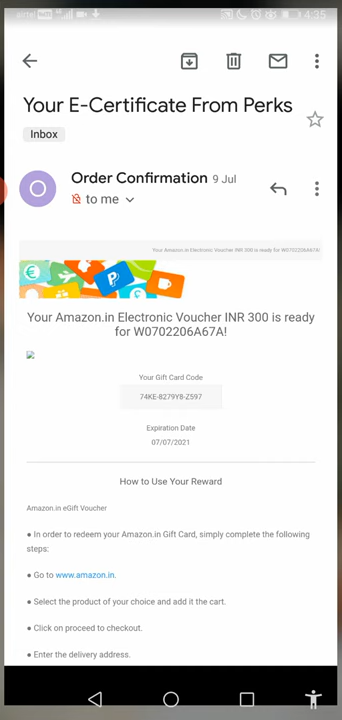 airtel
4:35
Your E-Certificate From Perks
Inbox
O
Order Confirmation 9 Jul
to me
Your Amazon.in Electronic Voucher INR 300 is ready for W0702206A67A!
Your Amazon.in Electronic Voucher INR 300 is ready
for W0702206A67A!
Your Gift Card Code
74KE-8279Y8-Z597
Expiration Date
07/07/2021
How to Use Your Reward
Amazon.in eGift Voucher
● In order to redeem your Amazon.in Gift Card, simply complete the following
steps:
● Go to www.amazon.in.
● Select the product of your choice and add it the cart.
● Click on proceed to checkout.
● Enter the delivery address.